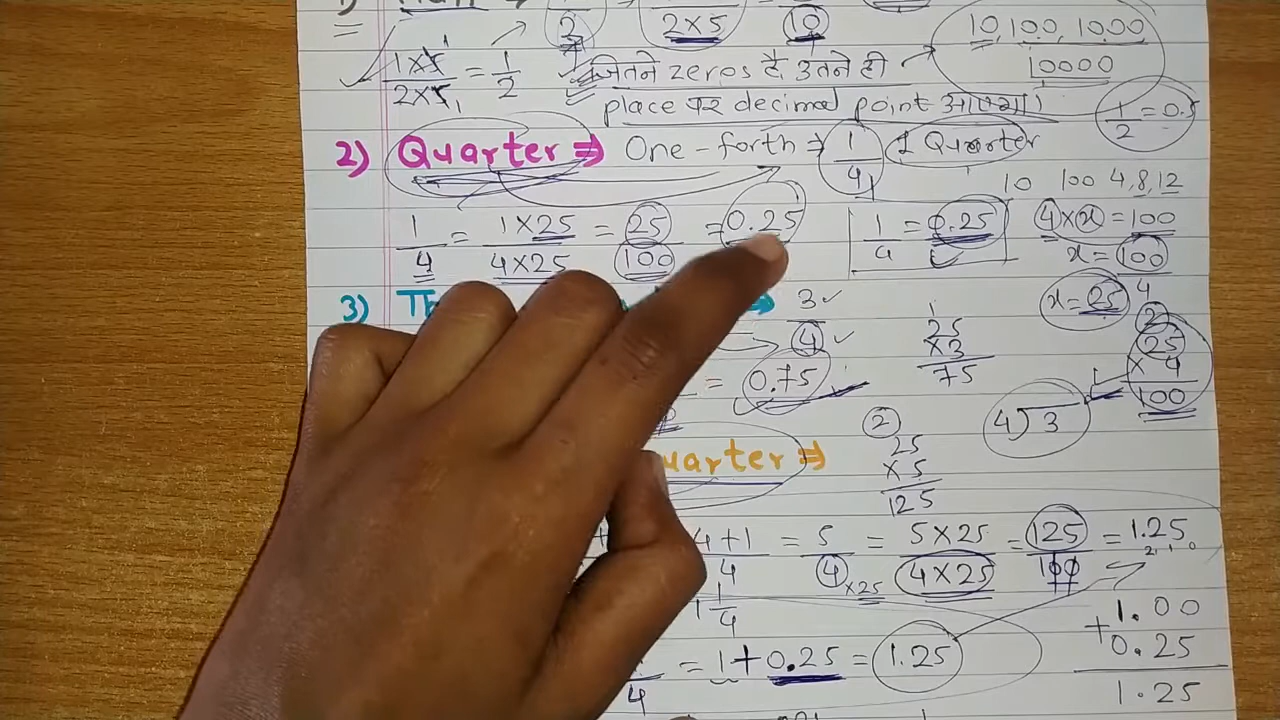 2 2×5 10
10, 100, 1000
1×5 = 1
2×5 2
जितने zeros है, उतने ही
10000
place पर decimal point आएगा।
1 = 0.5
2
2) Quarter ⇒ One-forth ⇒ 1 1 Quarter
4
10 100 4,8,12
1 = 1×25 = 25 = 0.25
4 4×25 100
1 = 0.25
4
4×x = 100
x = 100
4
x = 25
3) Th
3
4
25
×3
75
25
× 4
100
= 0.75
4)3
2
uarter ⇒
25
× 5
125
4+1 = 5 = 5×25 = 125 = 1.25
4 4×25 4×25 100
1 1
4
1.00
+ 0.25
1.25
4 = 1 + 0.25 = 1.25